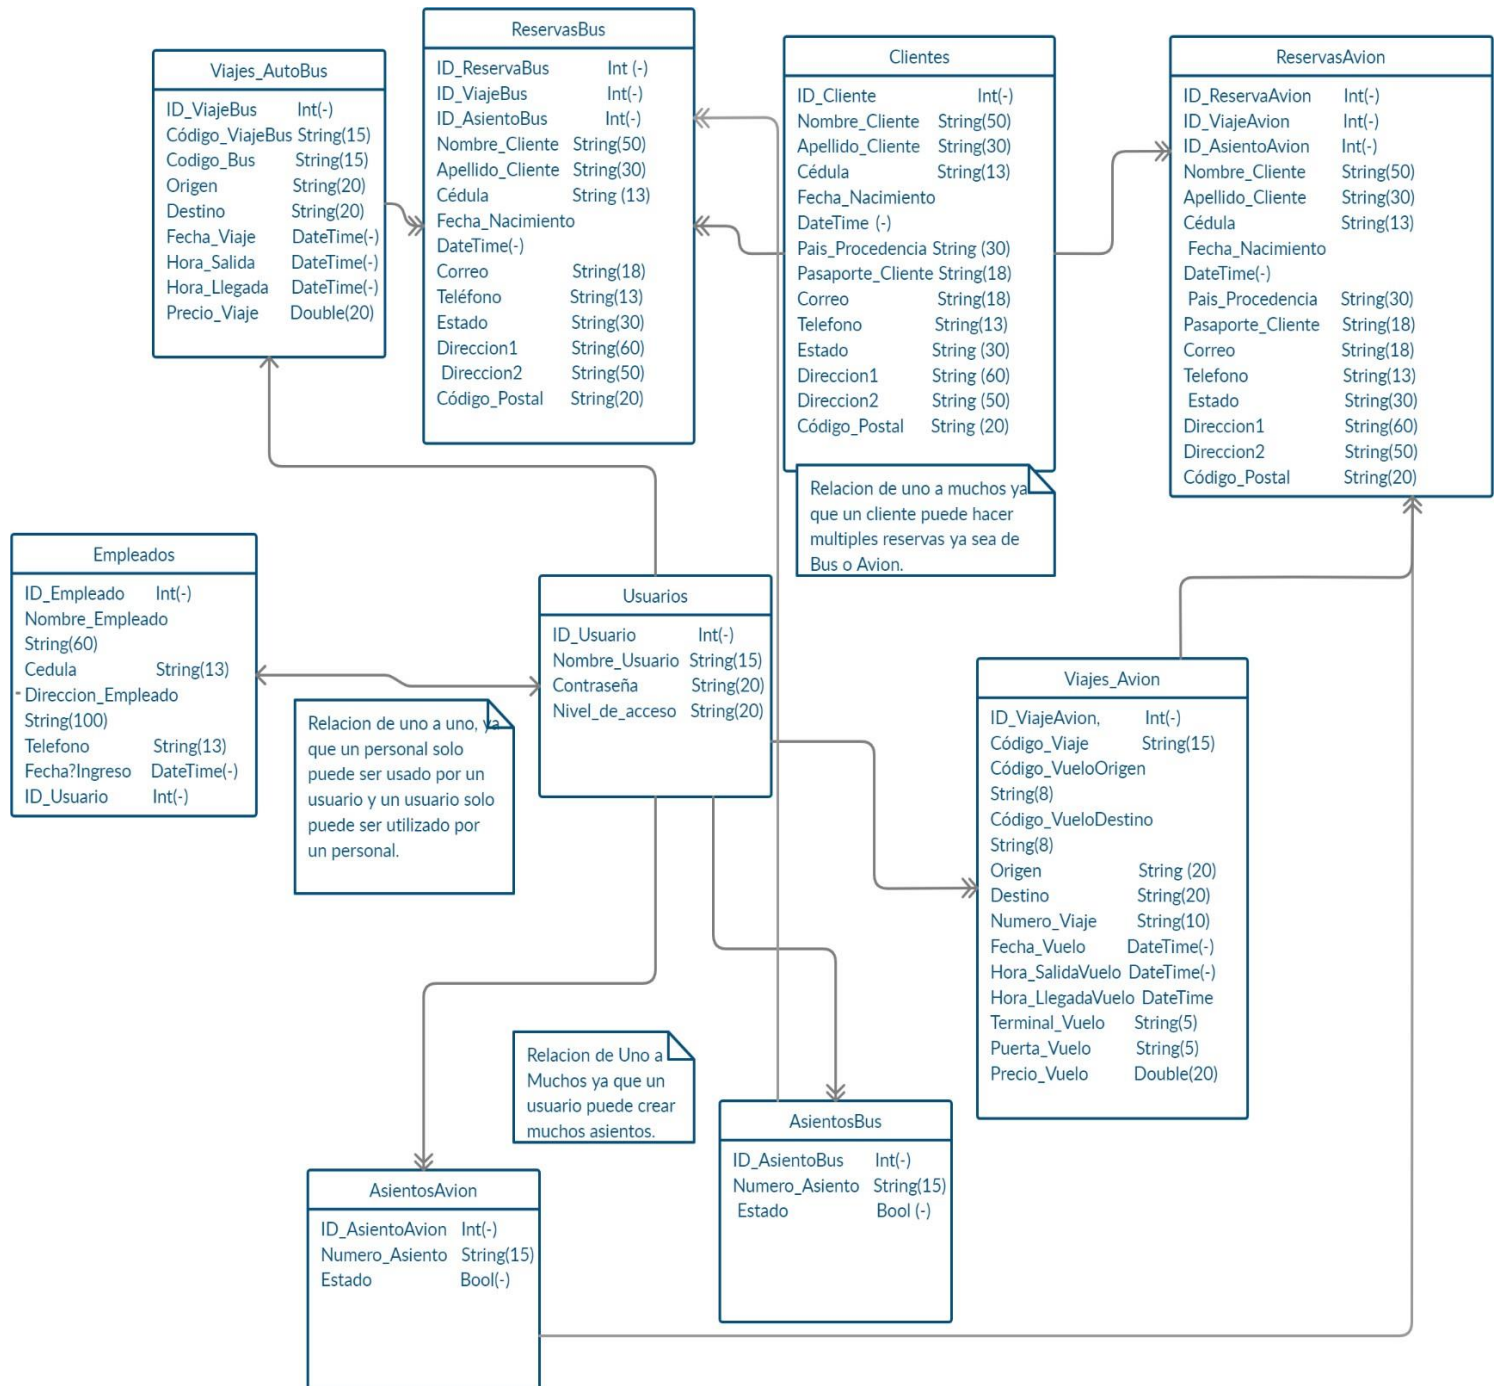 Viajes_AutoBus
ID_ViajeBus Int(-)
Código_ViajeBus String(15)
Codigo_Bus String(15)
Origen String(20)
Destino String(20)
Fecha_Viaje DateTime(-)
Hora_Salida DateTime(-)
Hora_Llegada DateTime(-)
Precio_Viaje Double(20)
ReservasBus
ID_ReservaBus Int (-)
ID_ViajeBus Int(-)
ID_AsientoBus Int(-)
Nombre_Cliente String(50)
Apellido_Cliente String(30)
Cédula String (13)
Fecha_Nacimiento
DateTime(-)
Correo String(18)
Teléfono String(13)
Estado String(30)
Direccion1 String(60)
Direccion2 String(50)
Código_Postal String(20)
Clientes
ID_Cliente Int(-)
Nombre_Cliente String(50)
Apellido_Cliente String(30)
Cédula String(13)
Fecha_Nacimiento
DateTime (-)
Pais_Procedencia String (30)
Pasaporte_Cliente String(18)
Correo String(18)
Telefono String(13)
Estado String (30)
Direccion1 String (60)
Direccion2 String (50)
Código_Postal String (20)
Relacion de uno a muchos ya
que un cliente puede hacer
multiples reservas ya sea de
Bus o Avion.
ReservasAvion
ID_ReservaAvion Int(-)
ID_ViajeAvion Int(-)
ID_AsientoAvion Int(-)
Nombre_Cliente String(50)
Apellido_Cliente String(30)
Cédula String(13)
Fecha_Nacimiento
DateTime(-)
Pais_Procedencia String(30)
Pasaporte_Cliente String(18)
Correo String(18)
Telefono String(13)
Estado String(30)
Direccion1 String(60)
Direccion2 String(50)
Código_Postal String(20)
Empleados
ID_Empleado Int(-)
Nombre_Empleado
String(60)
Cedula String(13)
-Direccion_Empleado
String(100)
Telefono String(13)
Fecha?Ingreso DateTime(-)
ID_Usuario Int(-)
Relacion de uno a uno, ya
que un personal solo
puede ser usado por un
usuario y un usuario solo
puede ser utilizado por
un personal.
Usuarios
ID_Usuario Int(-)
Nombre_Usuario String(15)
Contraseña String(20)
Nivel_de_acceso String(20)
Viajes_Avion
ID_ViajeAvion, Int(-)
Código_Viaje String(15)
Código_VueloOrigen
String(8)
Código_VueloDestino
String(8)
Origen String (20)
Destino String(20)
Numero_Viaje String(10)
Fecha_Vuelo DateTime(-)
Hora_SalidaVuelo DateTime(-)
Hora_LlegadaVuelo DateTime
Terminal_Vuelo String(5)
Puerta_Vuelo String(5)
Precio_Vuelo Double(20)
Relacion de Uno a
Muchos ya que un
usuario puede crear
muchos asientos.
AsientosBus
ID_AsientoBus Int(-)
Numero_Asiento String(15)
Estado Bool (-)
AsientosAvion
ID_AsientoAvion Int(-)
Numero_Asiento String(15)
Estado Bool(-)